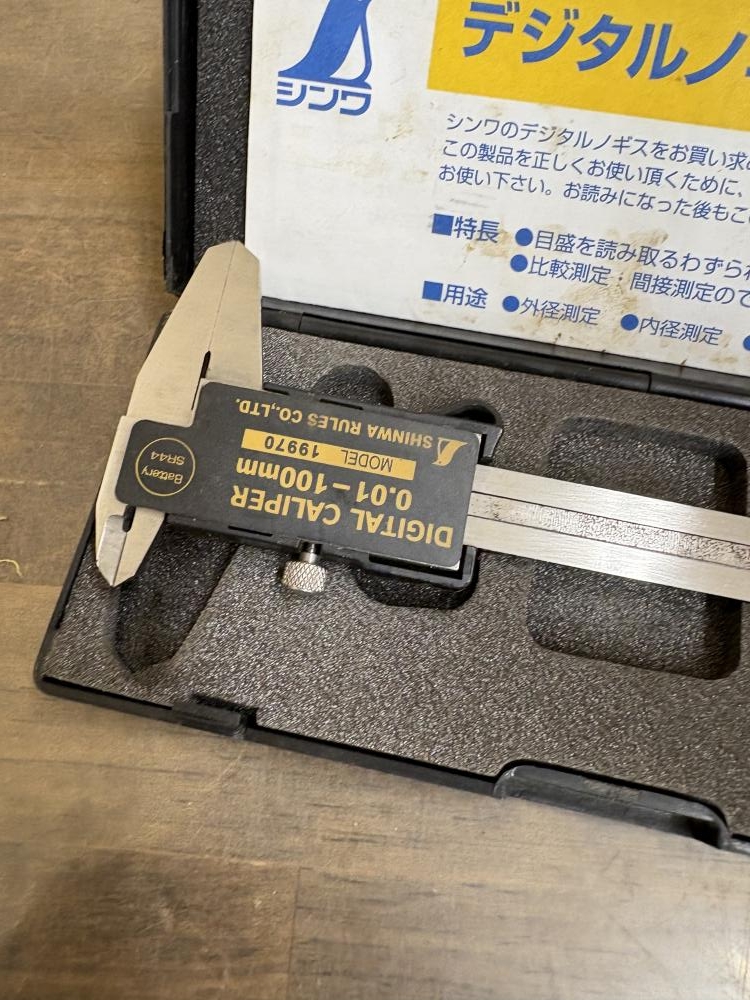 シンワ
デジタルノギ
シンワのデジタルノギスをお買い求め
この製品を正しくお使い頂くために、
お使い下さい。お読みになった後もこ
■特長 ●目盛を読み取るわずらわ
●比較測定・間接測定ので
■用途 ●外径測定 ●内径測定 ●
DIGITAL CALIPER
0.01–100mm
MODEL 19970
SHINWA RULES CO.,LTD.
Battery
SR44